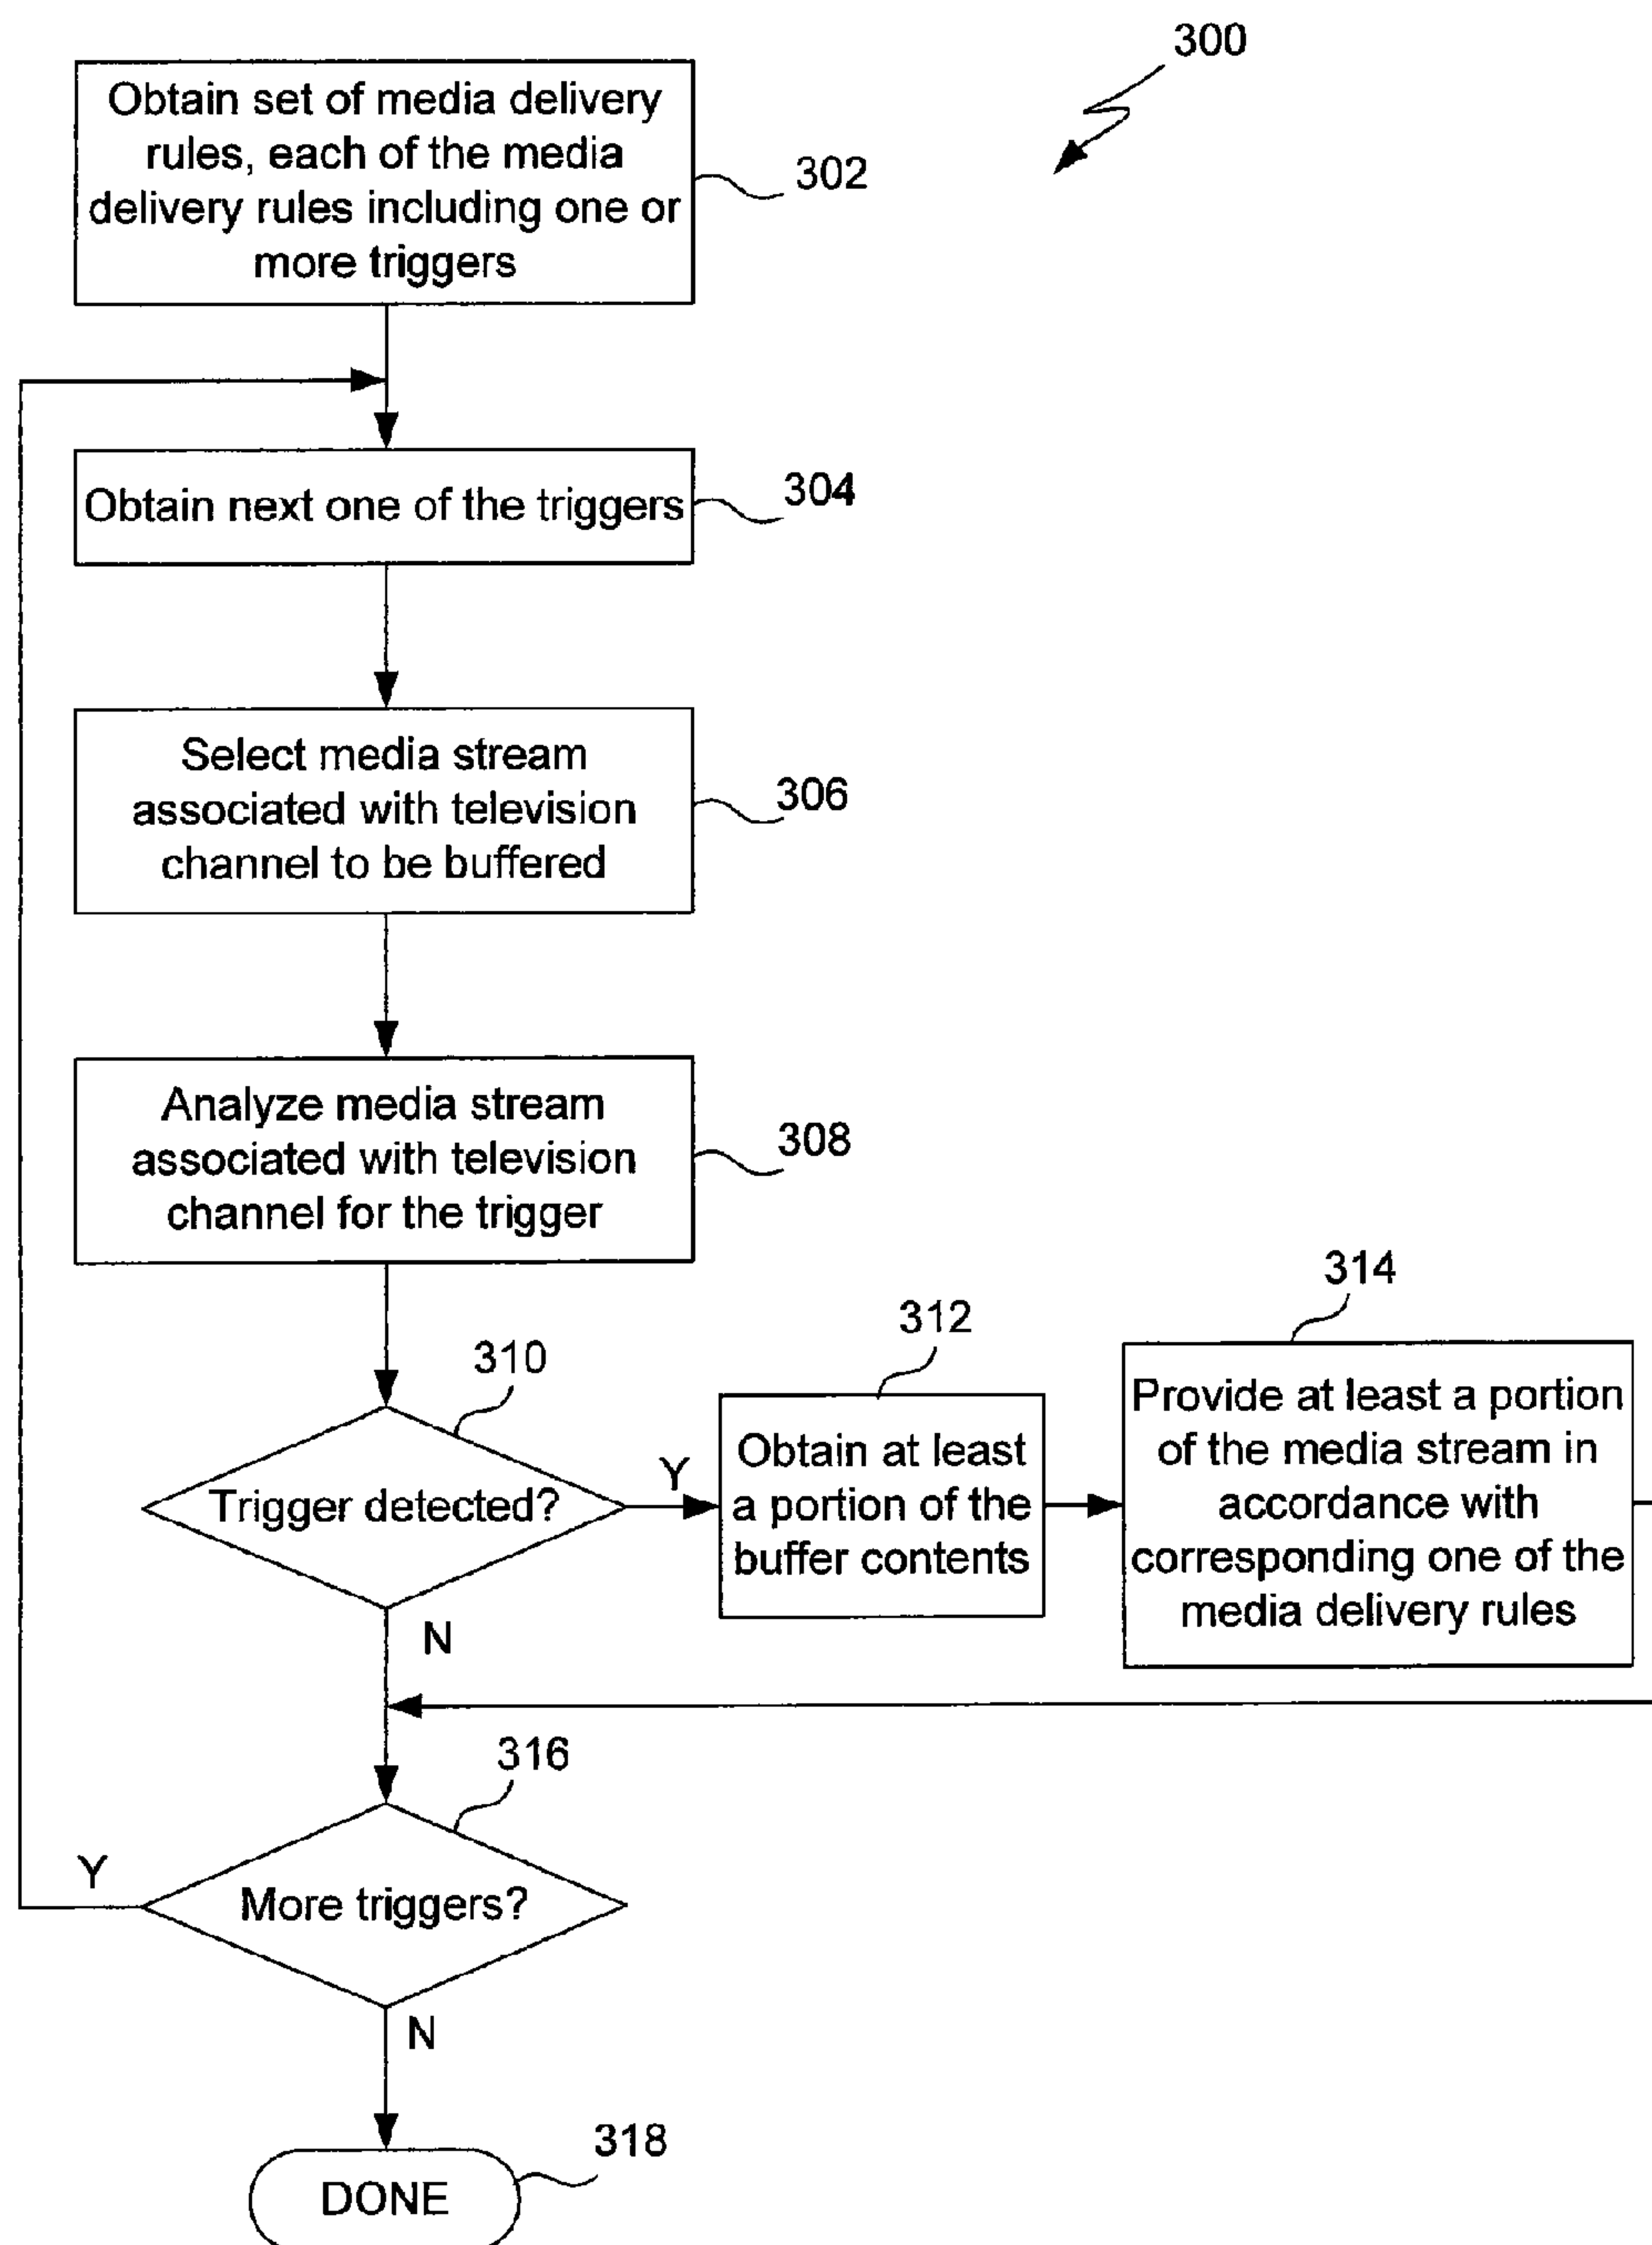 300
Obtain set of media delivery
rules, each of the media
delivery rules including one or
more triggers
302
Obtain next one of the triggers
304
Select media stream
associated with television
channel to be buffered
306
Analyze media stream
associated with television
channel for the trigger
308
310
Trigger detected?
Y
N
312
Obtain at least
a portion of the
buffer contents
314
Provide at least a portion
of the media stream in
accordance with
corresponding one of the
media delivery rules
316
More triggers?
Y
N
DONE
318